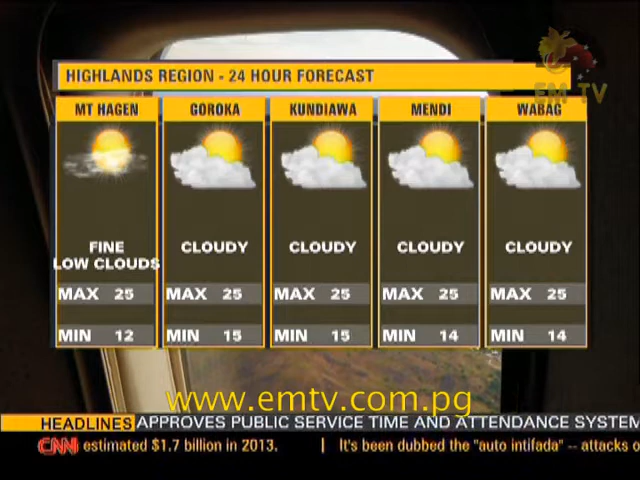 EM TV
HIGHLANDS REGION - 24 HOUR FORECAST
MT HAGEN
FINE
LOW CLOUDS
MAX 25
MIN 12
GOROKA
CLOUDY
MAX 25
MIN 15
KUNDIAWA
CLOUDY
MAX 25
MIN 15
MENDI
CLOUDY
MAX 25
MIN 14
WABAG
CLOUDY
MAX 25
MIN 14
www.emtv.com.pg
HEADLINES APPROVES PUBLIC SERVICE TIME AND ATTENDANCE SYSTEM
CNN estimated $1.7 billion in 2013. | It's been dubbed the "auto intifada" -- attacks o